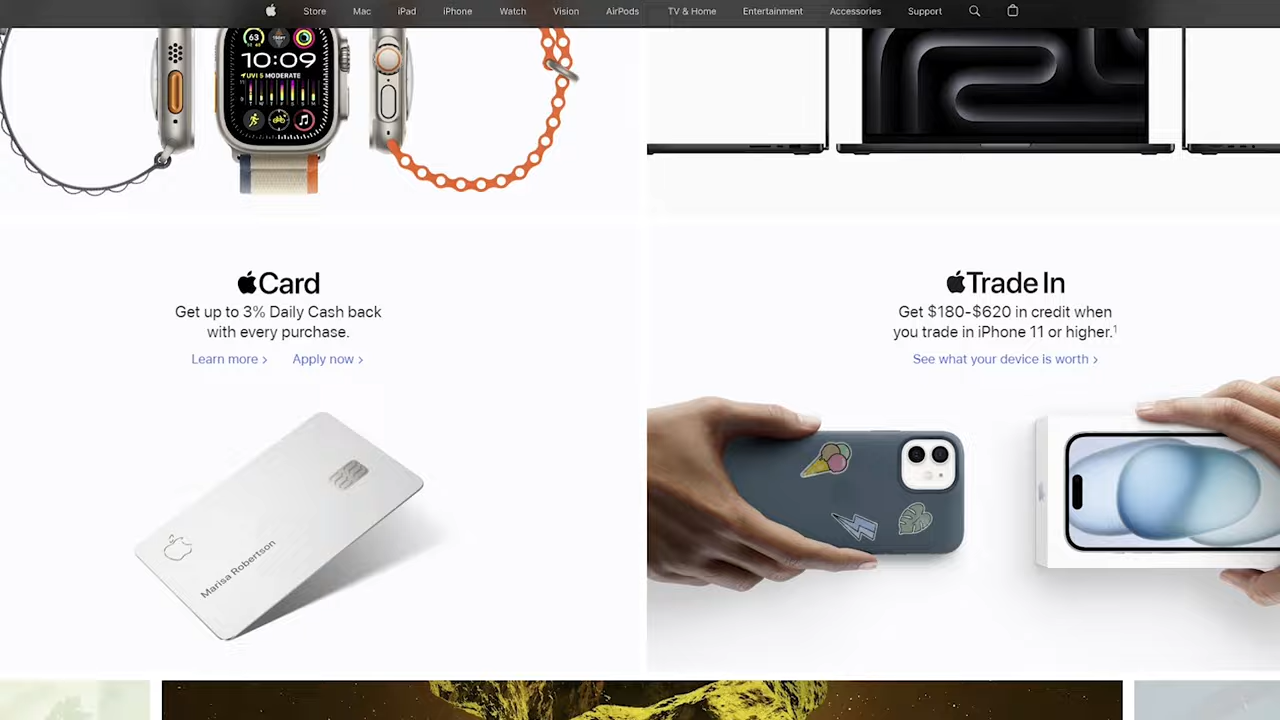 Store Mac iPad iPhone Watch Vision AirPods TV & Home Entertainment Accessories Support
63
10:09
UVI 5 MODERATE
Card
Get up to 3% Daily Cash back
with every purchase.
Learn more > Apply now >
Marisa Robertson
Trade In
Get $180-$620 in credit when
you trade in iPhone 11 or higher.¹
See what your device is worth >